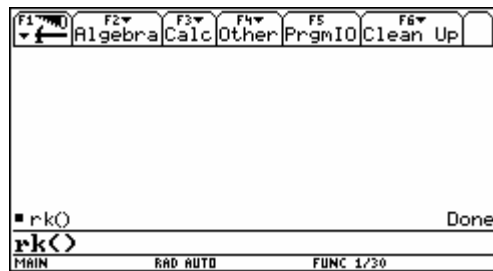 F1 F2 F3 F4 F5 F6
Algebra Calc Other PrgmIO Clean Up
rk() Done
rk()
MAIN RAD AUTO FUNC 1/30